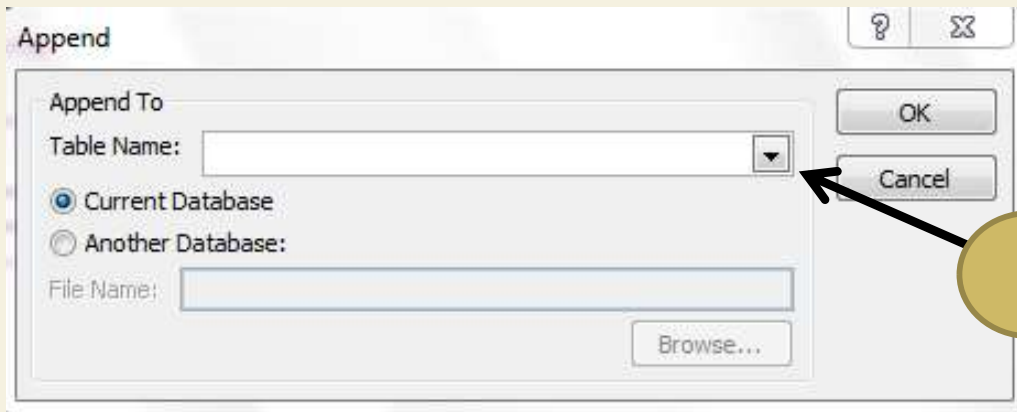 Append
Append To
Table Name:
Current Database
Another Database:
File Name:
Browse...
OK
Cancel